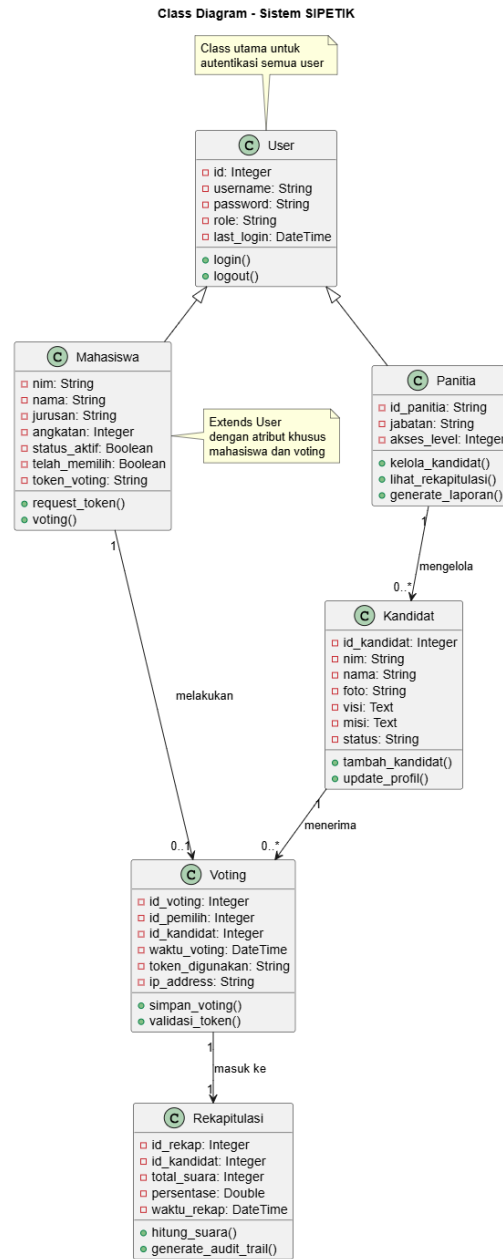 Class Diagram - Sistem SIPETIK
Class utama untuk
autentikasi semua user
C User
id: Integer
username: String
password: String
role: String
last_login: DateTime
login()
logout()
C Mahasiswa
nim: String
nama: String
jurusan: String
angkatan: Integer
status_aktif: Boolean
telah_memilih: Boolean
token_voting: String
request_token()
voting()
Extends User
dengan atribut khusus
mahasiswa dan voting
C Panitia
id_panitia: String
jabatan: String
akses_level: Integer
kelola_kandidat()
lihat_rekapitulasi()
generate_laporan()
1
1
mengelola
0..*
C Kandidat
id_kandidat: Integer
nim: String
nama: String
foto: String
visi: Text
misi: Text
status: String
tambah_kandidat()
update_profil()
melakukan
1
menerima
0..1
0..*
C Voting
id_voting: Integer
id_pemilih: Integer
id_kandidat: Integer
waktu_voting: DateTime
token_digunakan: String
ip_address: String
simpan_voting()
validasi_token()
1
masuk ke
1
C Rekapitulasi
id_rekap: Integer
id_kandidat: Integer
total_suara: Integer
persentase: Double
waktu_rekap: DateTime
hitung_suara()
generate_audit_trail()